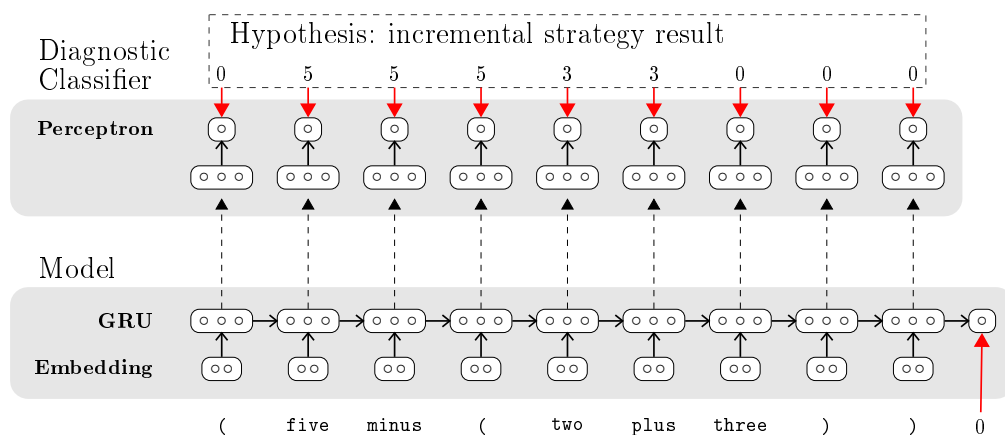 Hypothesis: incremental strategy result
Diagnostic
Classifier
0 5 5 5 3 3 0 0 0
Perceptron
Model
GRU
Embedding
( five minus ( two plus three ) ) 0